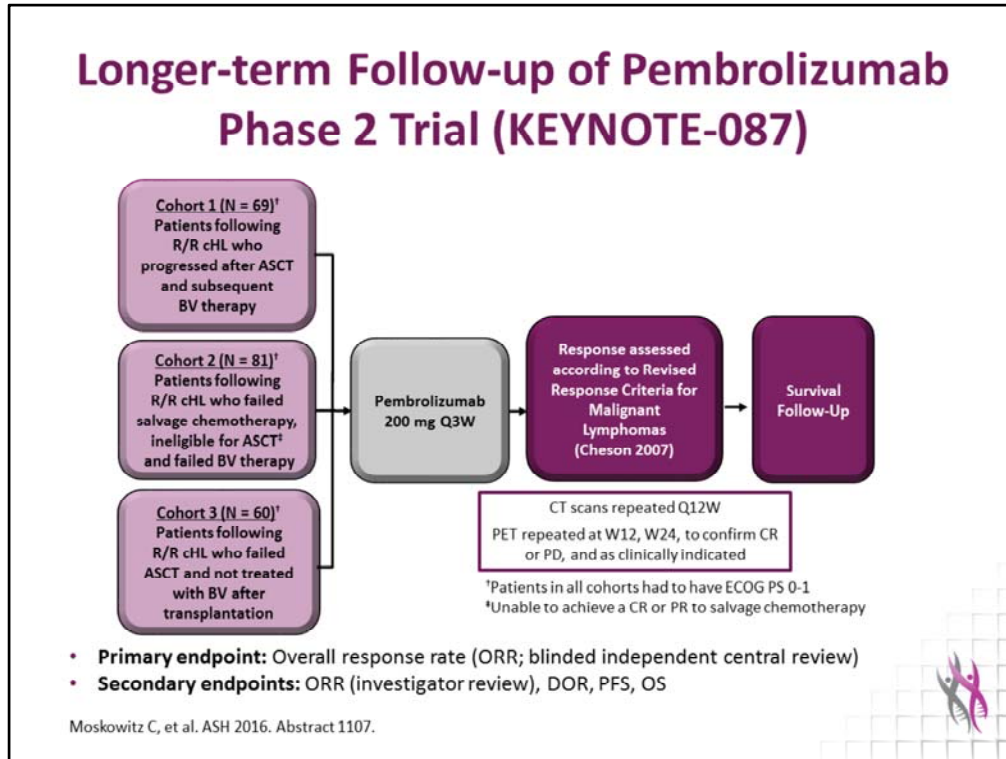 Longer-term Follow-up of Pembrolizumab
Phase 2 Trial (KEYNOTE-087)
Cohort 1 (N = 69)†
Patients following
R/R cHL who
progressed after ASCT
and subsequent
BV therapy
Cohort 2 (N = 81)†
Patients following
R/R cHL who failed
salvage chemotherapy,
ineligible for ASCT‡
and failed BV therapy
Cohort 3 (N = 60)†
Patients following
R/R cHL who failed
ASCT and not treated
with BV after
transplantation
Pembrolizumab
200 mg Q3W
Response assessed
according to Revised
Response Criteria for
Malignant
Lymphomas
(Cheson 2007)
Survival
Follow-Up
CT scans repeated Q12W
PET repeated at W12, W24, to confirm CR
or PD, and as clinically indicated
†Patients in all cohorts had to have ECOG PS 0-1
‡Unable to achieve a CR or PR to salvage chemotherapy
• Primary endpoint: Overall response rate (ORR; blinded independent central review)
• Secondary endpoints: ORR (investigator review), DOR, PFS, OS
Moskowitz C, et al. ASH 2016. Abstract 1107.